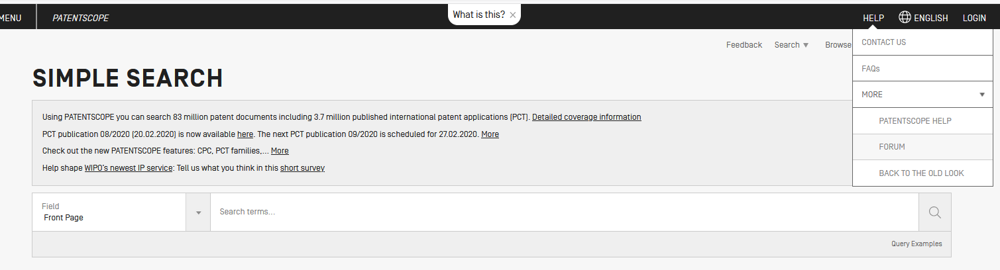 MENU
PATENTSCOPE
What is this? ×
HELP
ENGLISH
LOGIN
Feedback
Search
Browse
CONTACT US
FAQs
MORE
PATENTSCOPE HELP
FORUM
BACK TO THE OLD LOOK
SIMPLE SEARCH
Using PATENTSCOPE you can search 83 million patent documents including 3.7 million published international patent applications (PCT). Detailed coverage information
PCT publication 08/2020 (20.02.2020) is now available here. The next PCT publication 09/2020 is scheduled for 27.02.2020. More
Check out the new PATENTSCOPE features: CPC, PCT families,... More
Help shape WIPO's newest IP service: Tell us what you think in this short survey
Field
Front Page
Search terms...
Query Examples